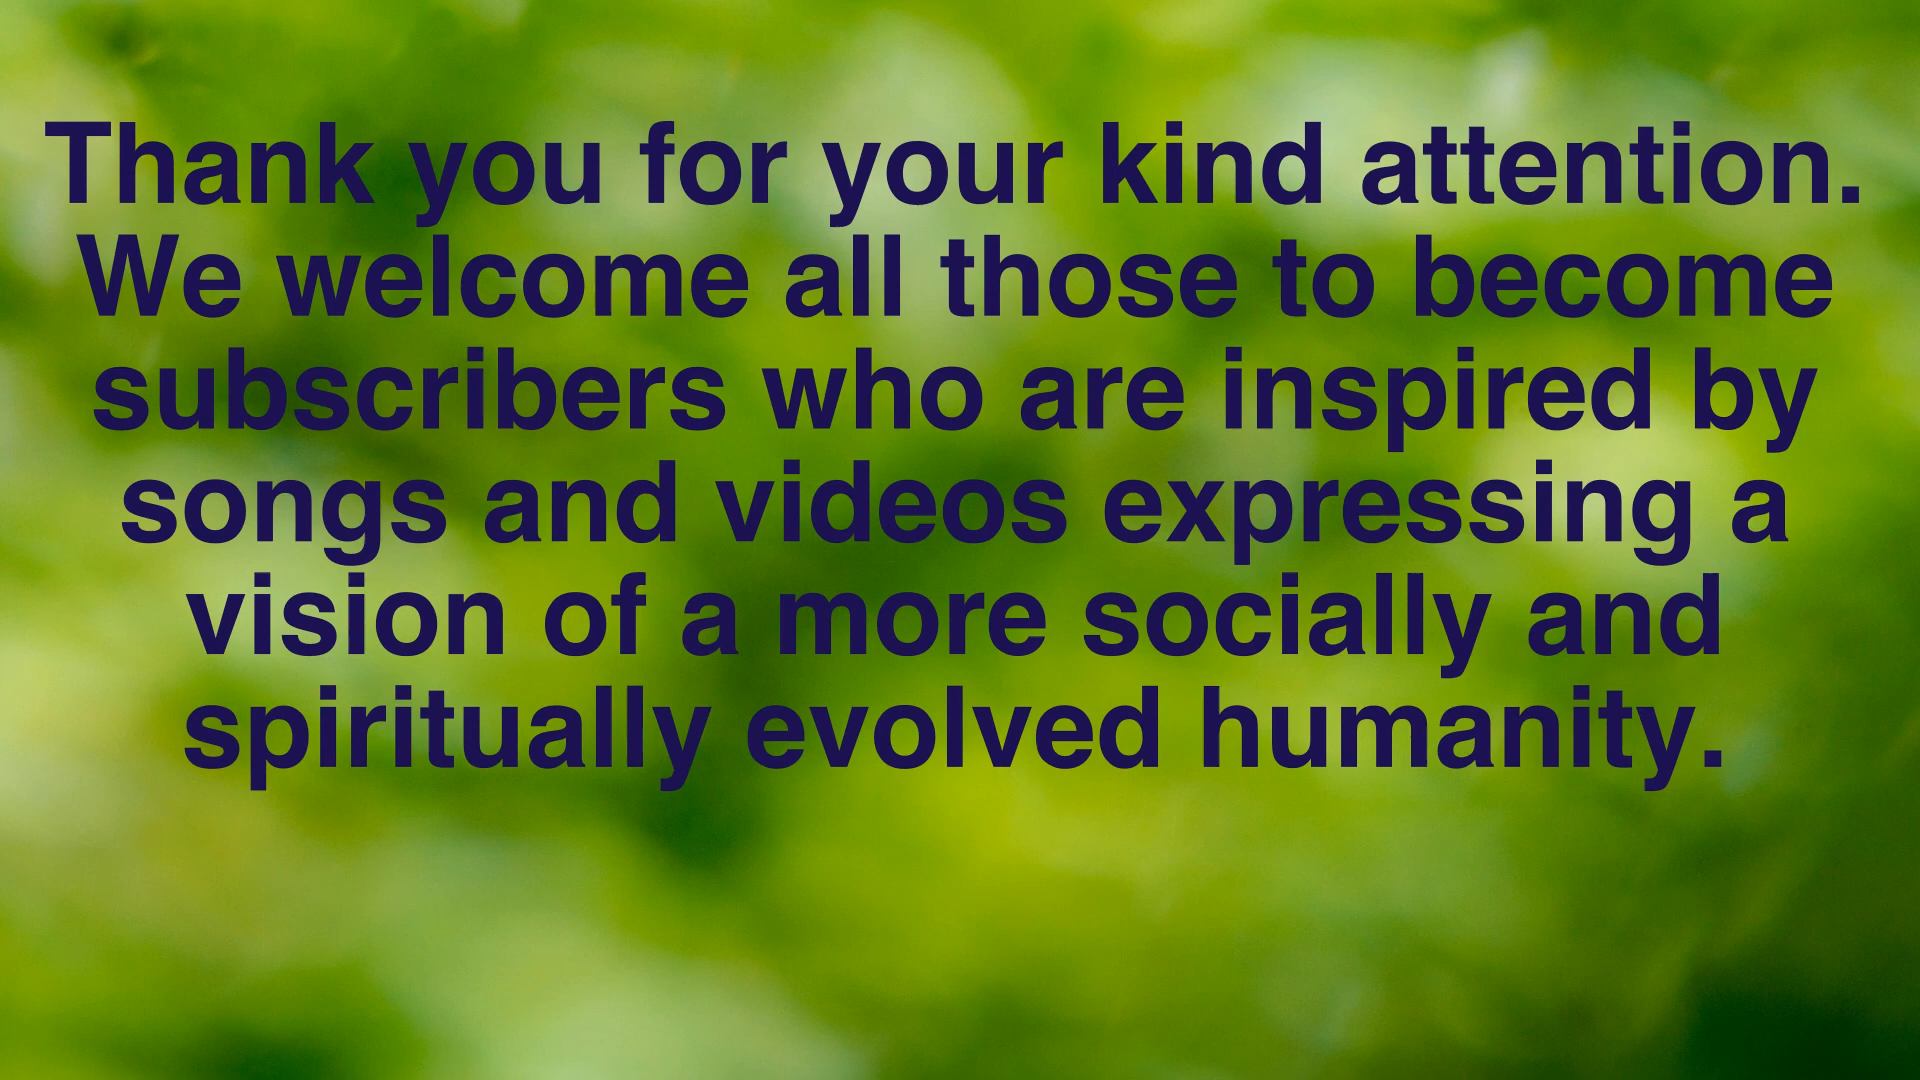 Thank you for your kind attention.
We welcome all those to become
subscribers who are inspired by
songs and videos expressing a
vision of a more socially and
spiritually evolved humanity.